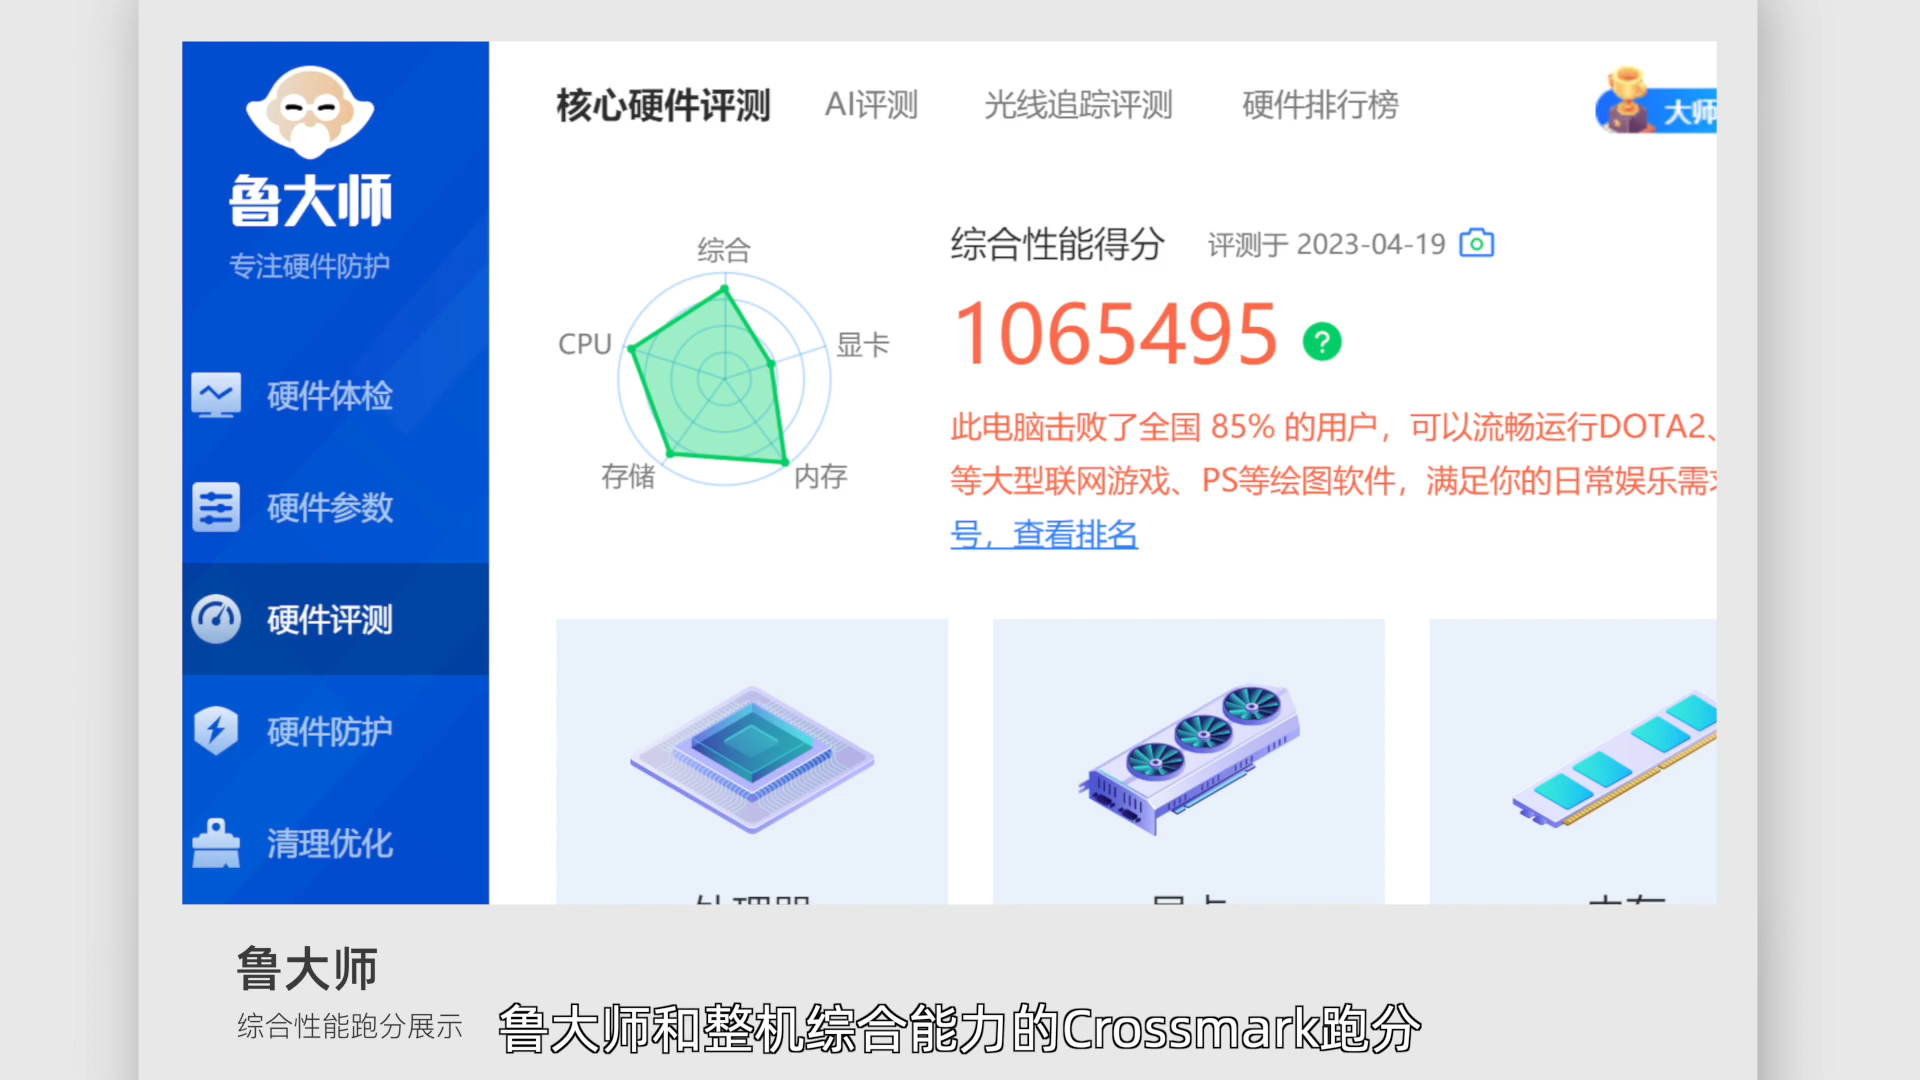 鲁大师
专注硬件防护
硬件体检
硬件参数
硬件评测
硬件防护
清理优化
核心硬件评测 AI评测 光线追踪评测 硬件排行榜
大师
综合
CPU
显卡
存储
内存
综合性能得分 评测于 2023-04-19
1065495 ?
此电脑击败了全国 85% 的用户，可以流畅运行DOTA2、
等大型联网游戏、PS等绘图软件，满足你的日常娱乐需求
号，查看排名
处理器 显卡 内存
鲁大师
综合性能跑分展示
鲁大师和整机综合能力的Crossmark跑分